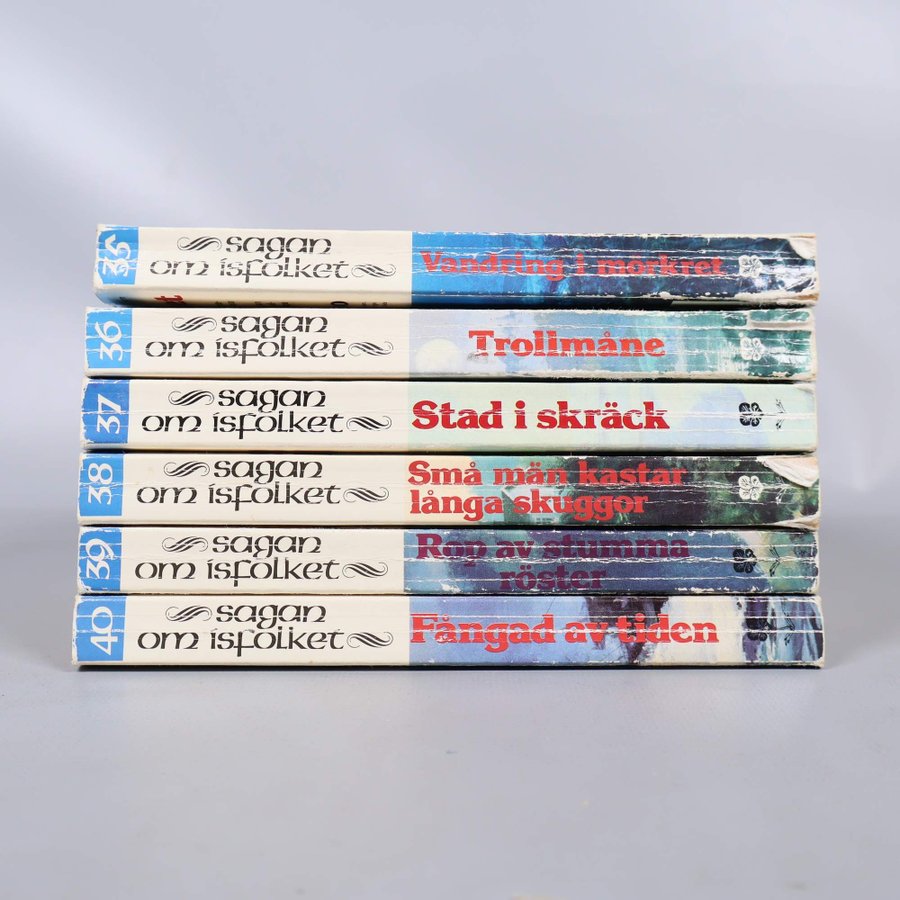 35
sagan
om isfolket
Vandring i mörkret
36
sagan
om isfolket
Trollmåne
37
sagan
om isfolket
Stad i skräck
38
sagan
om isfolket
Små män kastar
långa skuggor
39
sagan
om isfolket
Rop av stumma
röster
40
sagan
om isfolket
Fångad av tiden